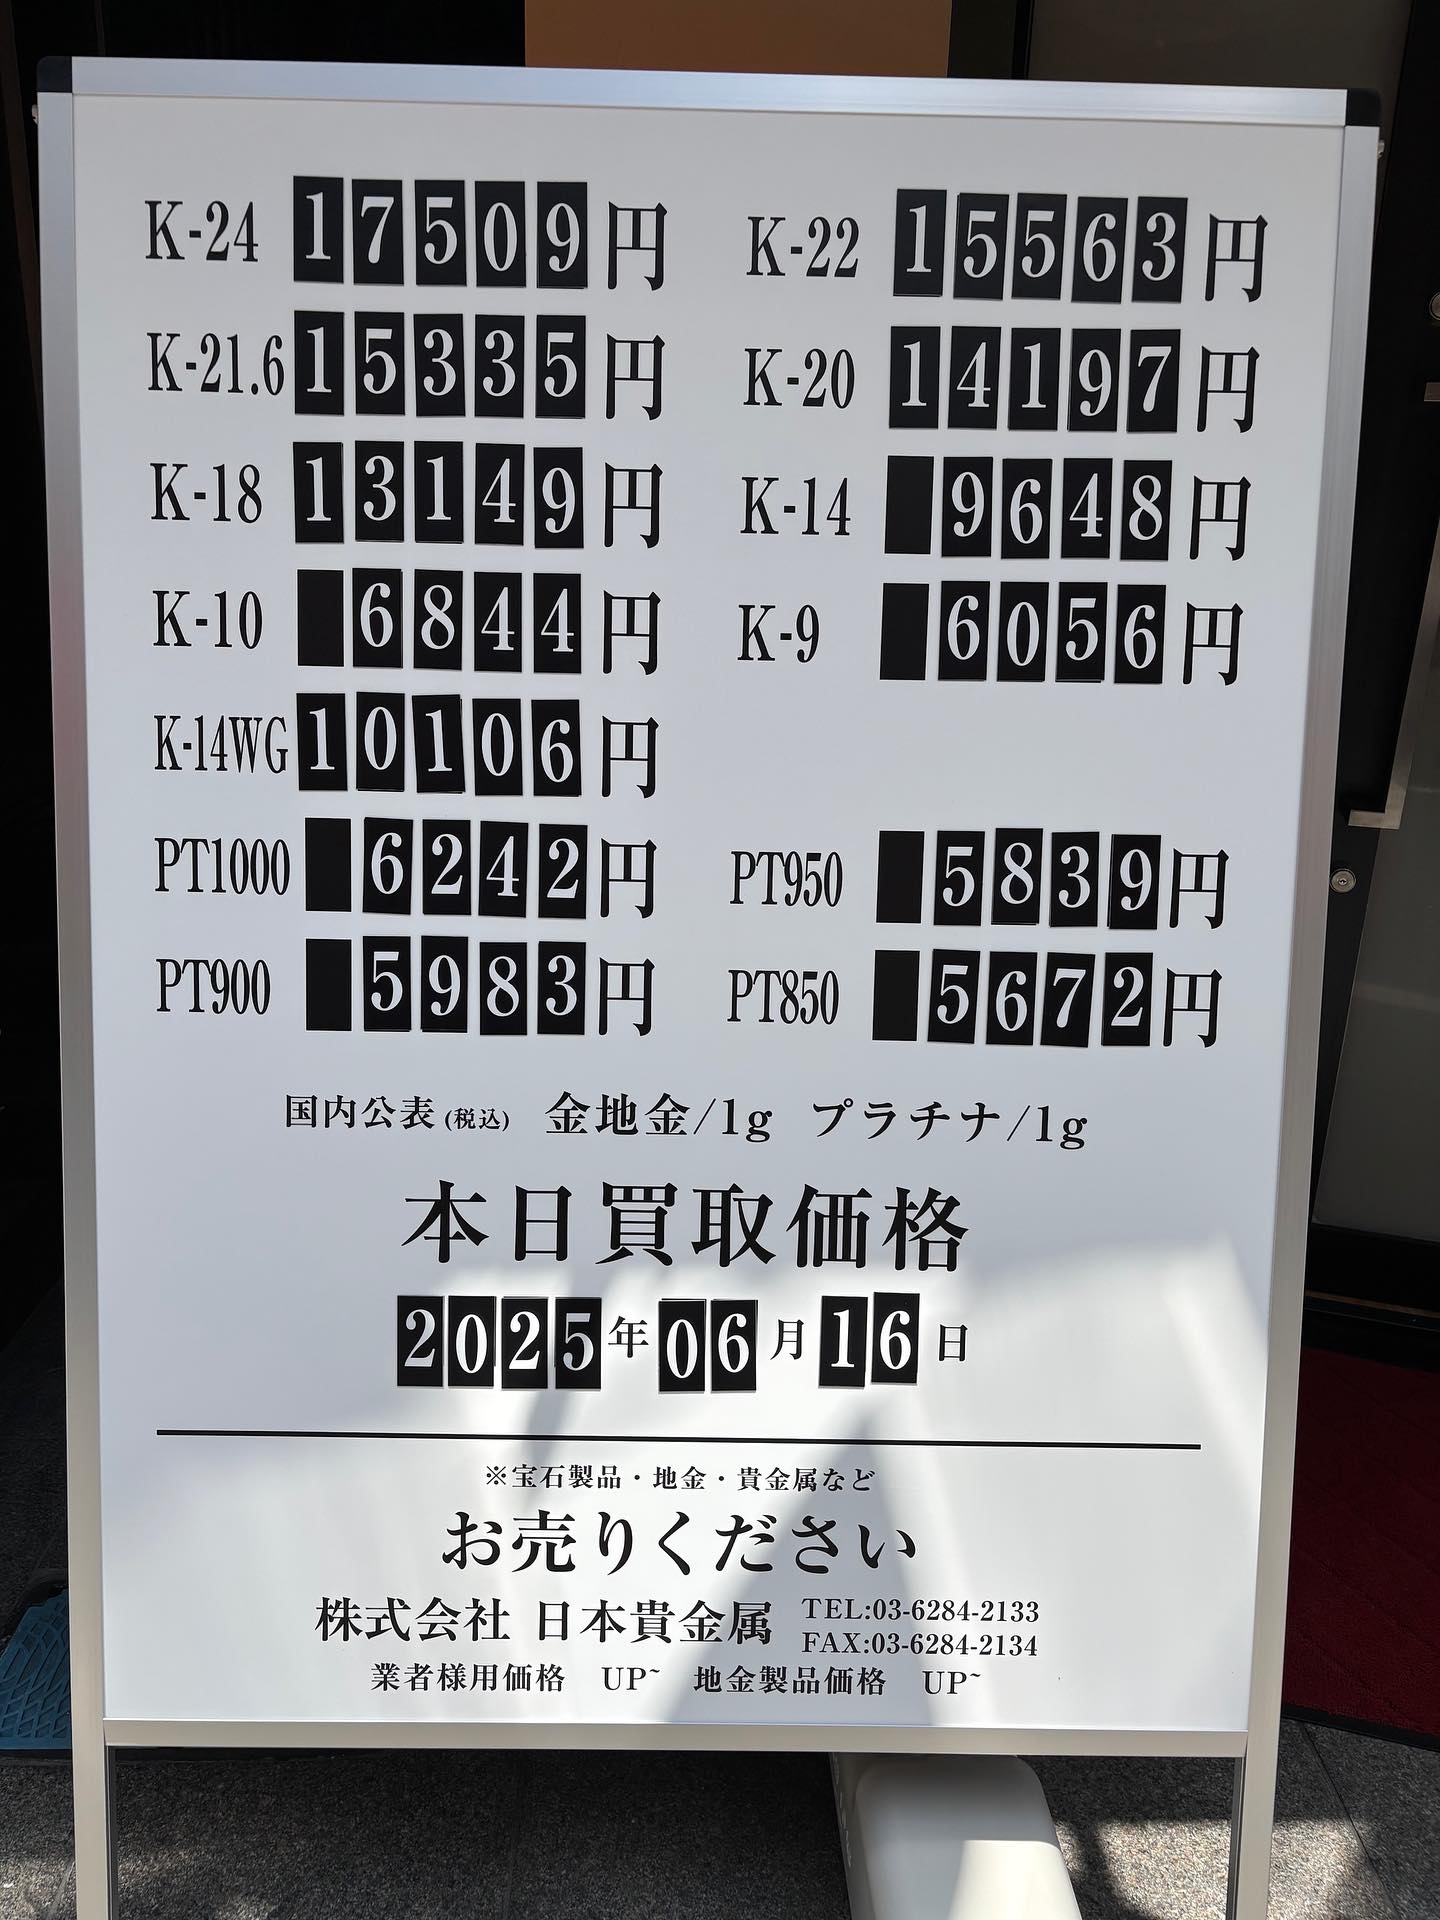 K-24 17509円 K-22 15563円
K-21.6 15335円 K-20 14197円
K-18 13149円 K-14 9648円
K-10 6844円 K-9 6056円
K-14WG 10106円
PT1000 6242円 PT950 5839円
PT900 5983円 PT850 5672円
国内公表(税込) 金地金/1g プラチナ/1g
本日買取価格
2025年06月16日
※宝石製品・地金・貴金属など
お売りください
株式会社 日本貴金属 TEL:03-6284-2133
FAX:03-6284-2134
業者様用価格 UP~ 地金製品価格 UP~